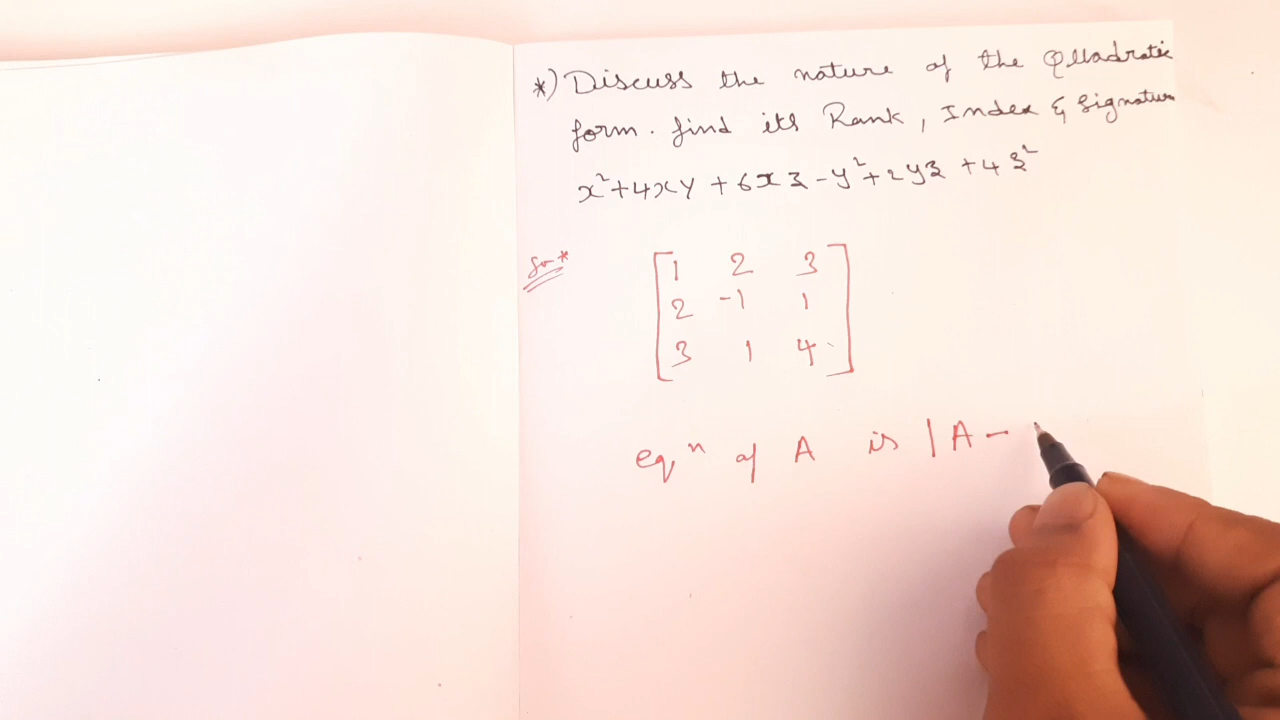 *) Discuss the nature of the Quadratic
form. find its Rank, Index & Signature
x²+4xy+6xz-y²+2yz+4z²
Soⁿ*
1 2 3
2 -1 1
3 1 4
eqⁿ of A is |A-